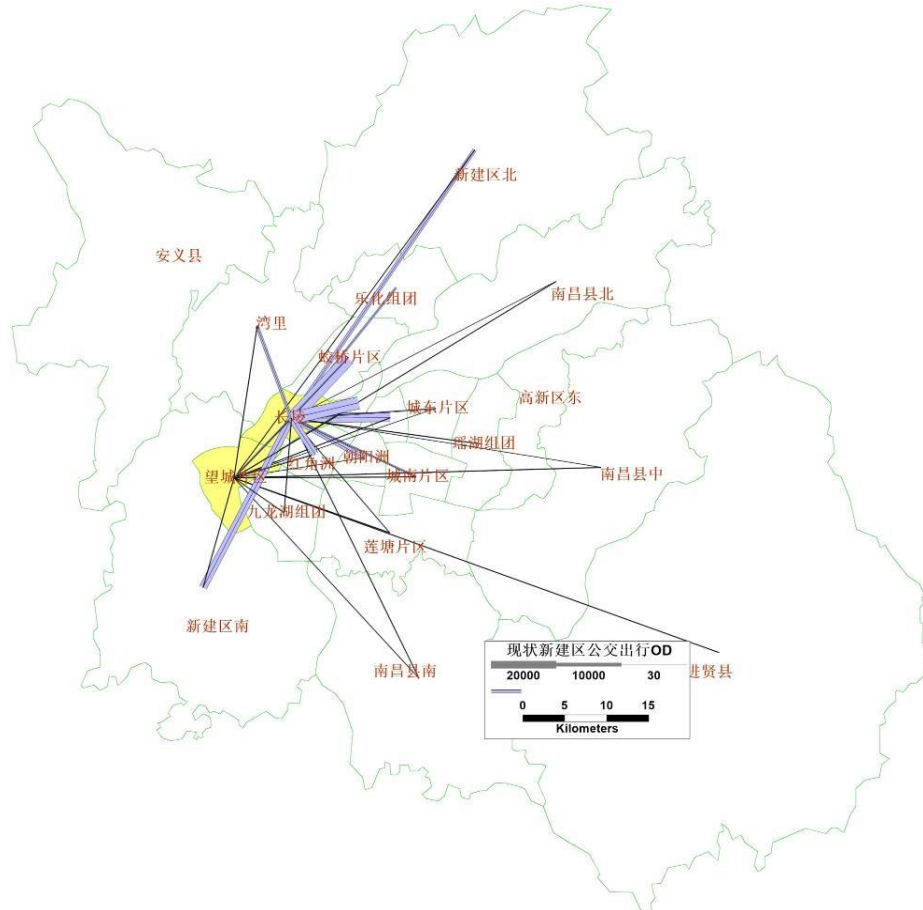 新建区北
安义县
乐化组团
南昌县北
湾里
蛟桥片区
高新区东
城东片区
长堎
瑶湖组团
朝阳洲
红角洲
城南片区
南昌县中
望城片区
九龙湖组团
莲塘片区
新建区南
南昌县南
进贤县
现状新建区公交出行OD
20000 10000 30
0 5 10 15
Kilometers